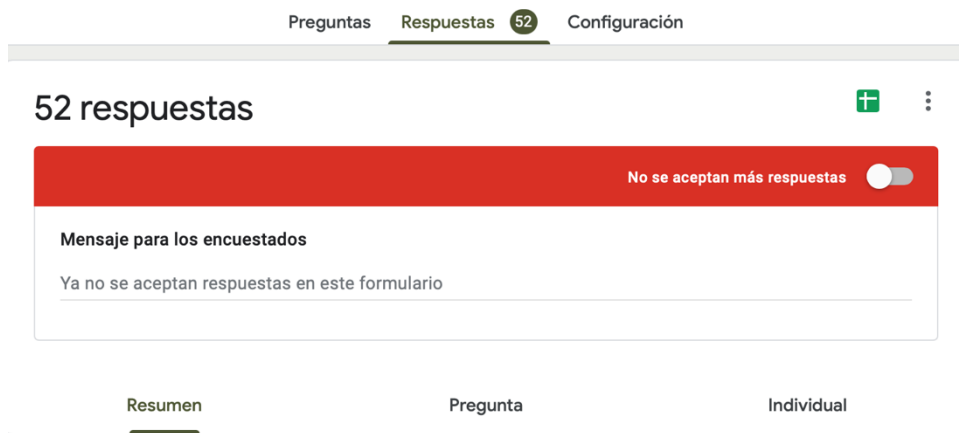 Preguntas Respuestas 52 Configuración
52 respuestas
No se aceptan más respuestas
Mensaje para los encuestados
Ya no se aceptan respuestas en este formulario
Resumen Pregunta Individual